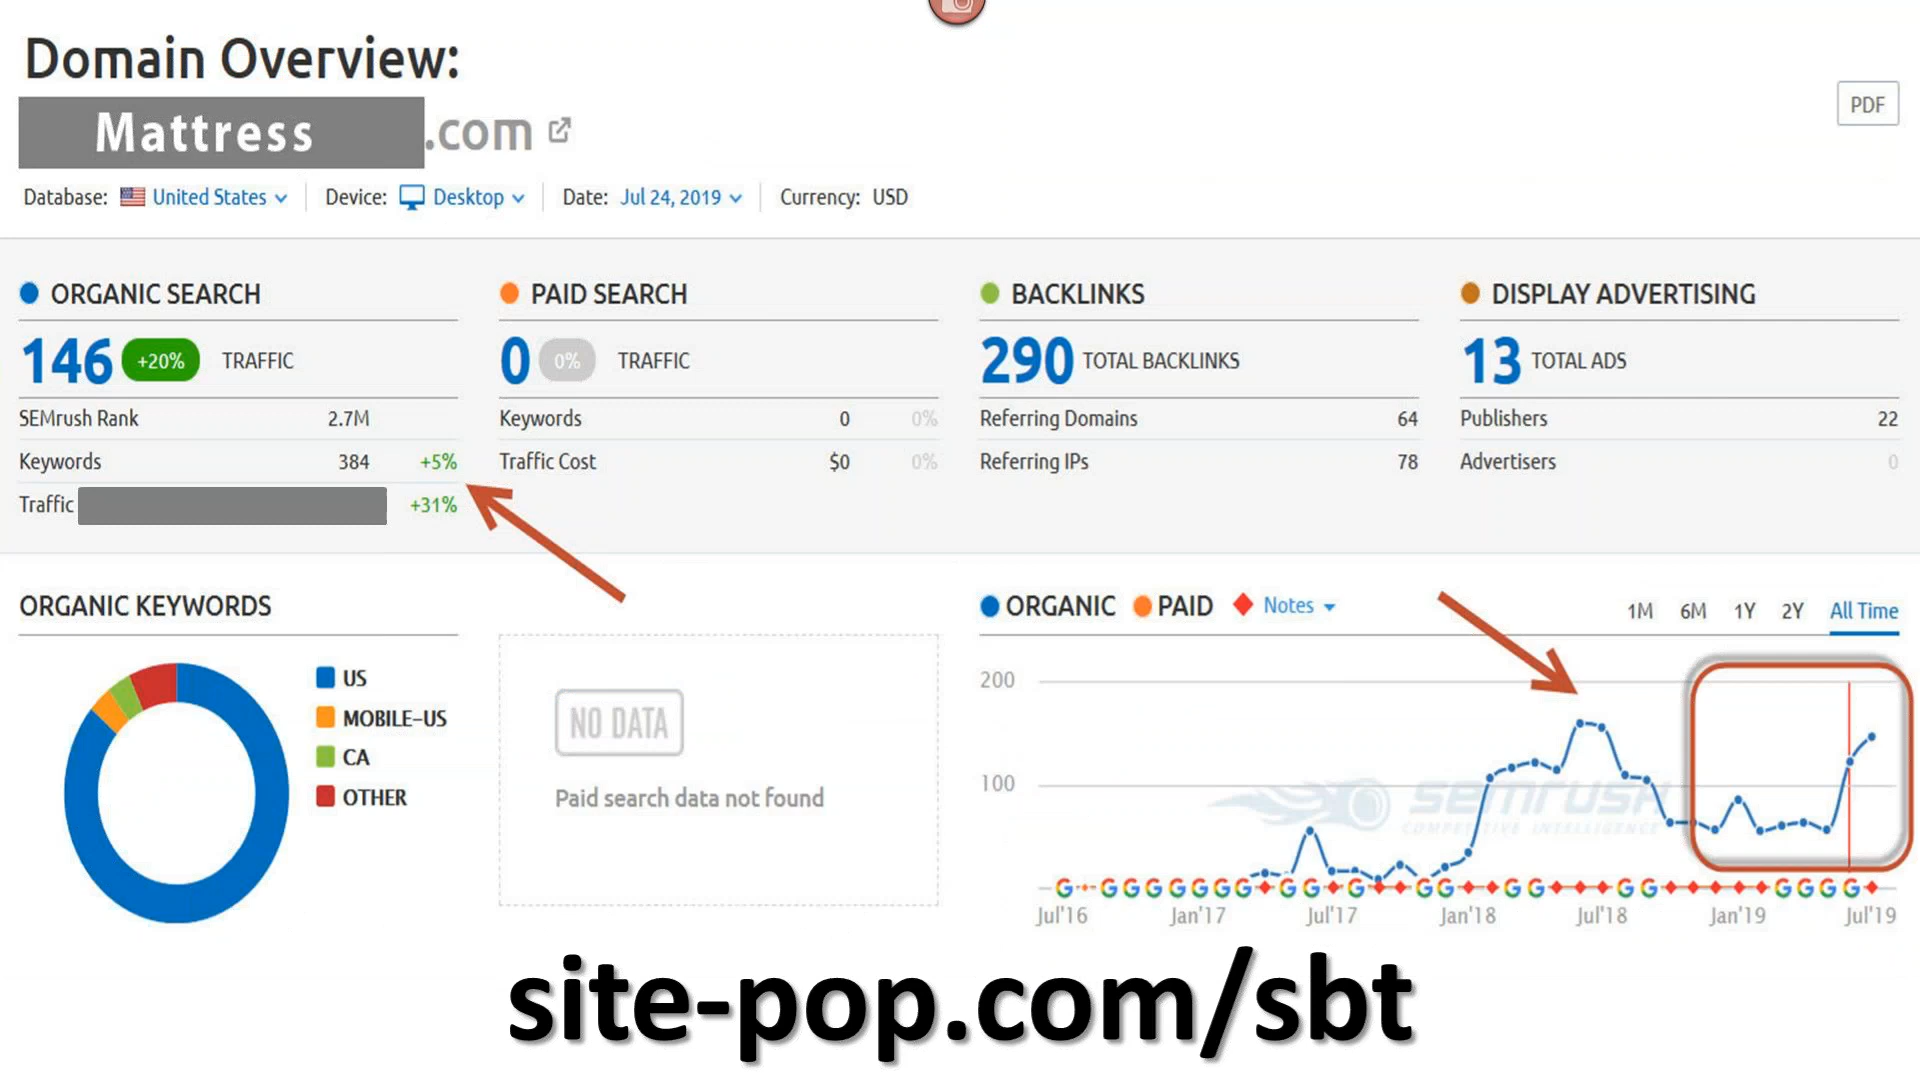 Domain Overview:
Mattress .com
PDF
Database: United States Device: Desktop Date: Jul 24, 2019 Currency: USD
ORGANIC SEARCH
146 +20% TRAFFIC
SEMrush Rank 2.7M
Keywords 384 +5%
Traffic +31%
PAID SEARCH
0 0% TRAFFIC
Keywords 0 0%
Traffic Cost $0 0%
BACKLINKS
290 TOTAL BACKLINKS
Referring Domains 64
Referring IPs 78
DISPLAY ADVERTISING
13 TOTAL ADS
Publishers 22
Advertisers 0
ORGANIC KEYWORDS
US
MOBILE-US
CA
OTHER
NO DATA
Paid search data not found
ORGANIC PAID Notes
1M 6M 1Y 2Y All Time
200
100
SEMRUSH
COMPETITIVE INTELLIGENCE
G G G G G G G G G G G G G G G G G G G G G
Jul'16 Jan'17 Jul'17 Jan'18 Jul'18 Jan'19 Jul'19
site-pop.com/sbt